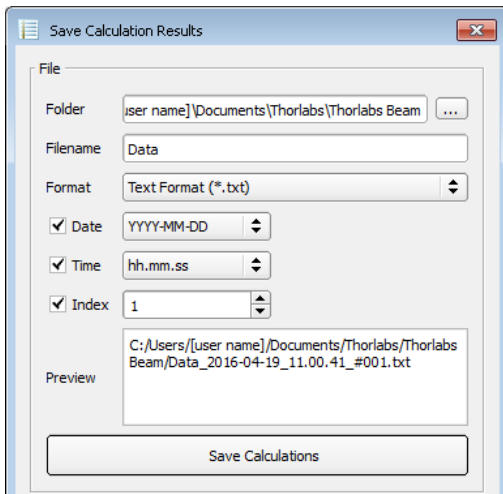 Save Calculation Results
File
Folder
user name]\Documents\Thorlabs\Thorlabs Beam
...
Filename
Data
Format
Text Format (*.txt)
Date
YYYY-MM-DD
Time
hh.mm.ss
Index
1
Preview
C:/Users/[user name]/Documents/Thorlabs/Thorlabs
Beam/Data_2016-04-19_11.00.41_#001.txt
Save Calculations